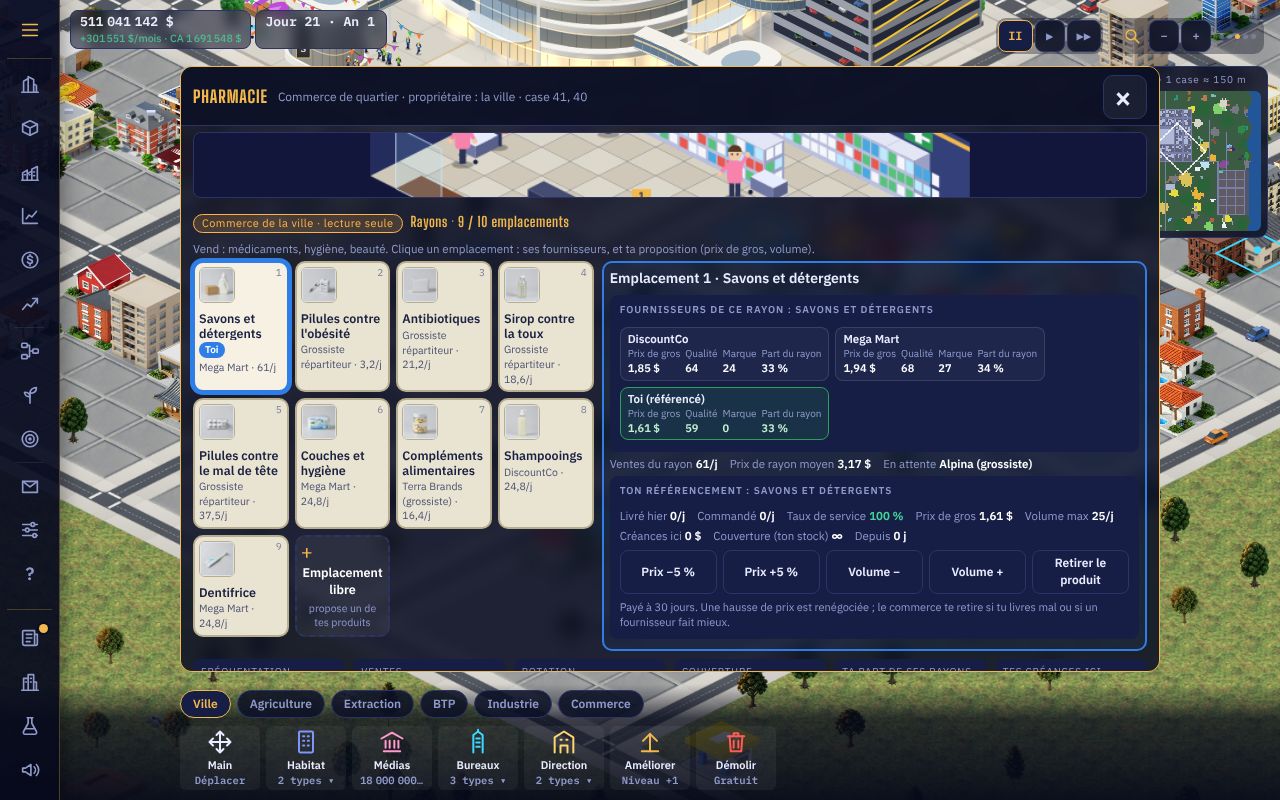 511 041 142 $
+301 551 $/mois · CA 1 691 548 $
Jour 21 · An 1
1 case ≈ 150 m
PHARMACIE
Commerce de quartier · propriétaire : la ville · case 41, 40
Commerce de la ville · lecture seule
Rayons · 9 / 10 emplacements
Vend : médicaments, hygiène, beauté. Clique un emplacement : ses fournisseurs, et ta proposition (prix de gros, volume).
1
Savons et
détergents
Toi
Mega Mart · 61/j
2
Pilules contre
l'obésité
Grossiste
répartiteur · 3,2/j
3
Antibiotiques
Grossiste
répartiteur ·
21,2/j
4
Sirop contre
la toux
Grossiste
répartiteur ·
18,6/j
5
Pilules contre
le mal de tête
Grossiste
répartiteur ·
37,5/j
6
Couches et
hygiène
Mega Mart ·
24,8/j
7
Compléments
alimentaires
Terra Brands
(grossiste) ·
16,4/j
8
Shampooings
DiscountCo ·
24,8/j
9
Dentifrice
Mega Mart ·
24,8/j
+
Emplacement
libre
propose un de
tes produits
Emplacement 1 · Savons et détergents
FOURNISSEURS DE CE RAYON : SAVONS ET DÉTERGENTS
DiscountCo
Prix de gros Qualité Marque Part du rayon
1,85 $ 64 24 33 %
Mega Mart
Prix de gros Qualité Marque Part du rayon
1,94 $ 68 27 34 %
Toi (référencé)
Prix de gros Qualité Marque Part du rayon
1,61 $ 59 0 33 %
Ventes du rayon 61/j Prix de rayon moyen 3,17 $ En attente Alpina (grossiste)
TON RÉFÉRENCEMENT : SAVONS ET DÉTERGENTS
Livré hier 0/j Commandé 0/j Taux de service 100 % Prix de gros 1,61 $ Volume max 25/j
Créances ici 0 $ Couverture (ton stock) ∞ Depuis 0 j
Prix −5 %
Prix +5 %
Volume −
Volume +
Retirer le
produit
Payé à 30 jours. Une hausse de prix est renégociée ; le commerce te retire si tu livres mal ou si un
fournisseur fait mieux.
FRÉQUENTATION VENTES ROTATION COUVERTURE TA PART DE SES RAYONS TES CRÉANCES ICI
Ville
Agriculture
Extraction
BTP
Industrie
Commerce
Main
Déplacer
Habitat
2 types ▾
Médias
18 000 000…
Bureaux
3 types ▾
Direction
2 types ▾
Améliorer
Niveau +1
Démolir
Gratuit